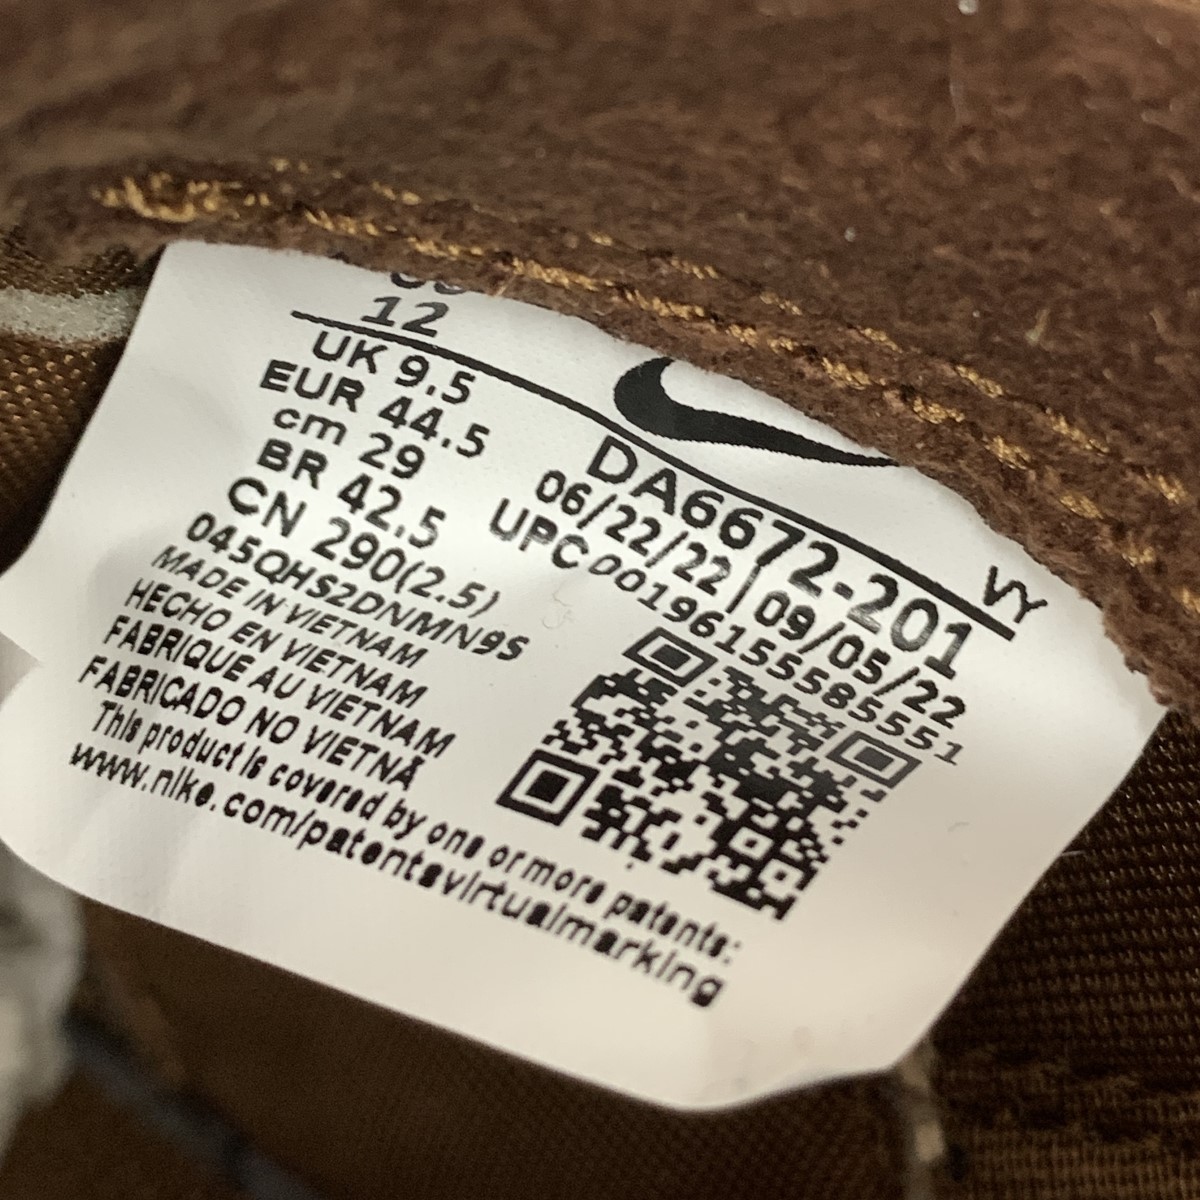 12
UK 9.5
EUR 44.5
cm 29
BR 42.5
CN 290(2.5)
045QHS2DNMN9S
MADE IN VIETNAM
HECHO EN VIETNAM
FABRIQUE AU VIETNAM
FABRICADO NO VIETNÃ
This product is covered by one or more patents:
www.nike.com/patentsvirtualmarking
VY
DA6672-201
06/22/22 | 09/05/22
UPC 00196155585551